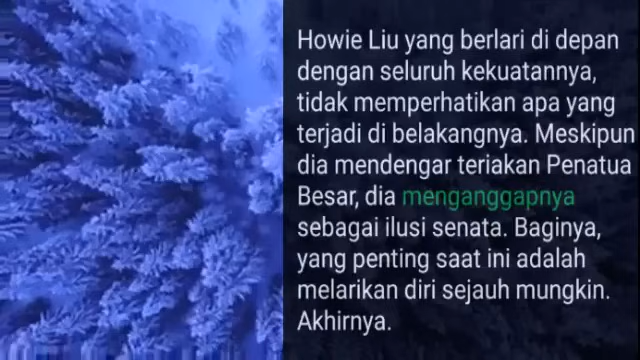 Howie Liu yang berlari di depan
dengan seluruh kekuatannya,
tidak memperhatikan apa yang
terjadi di belakangnya. Meskipun
dia mendengar teriakan Penatua
Besar, dia menganggapnya
sebagai ilusi senata. Baginya,
yang penting saat ini adalah
melarikan diri sejauh mungkin.
Akhirnya.